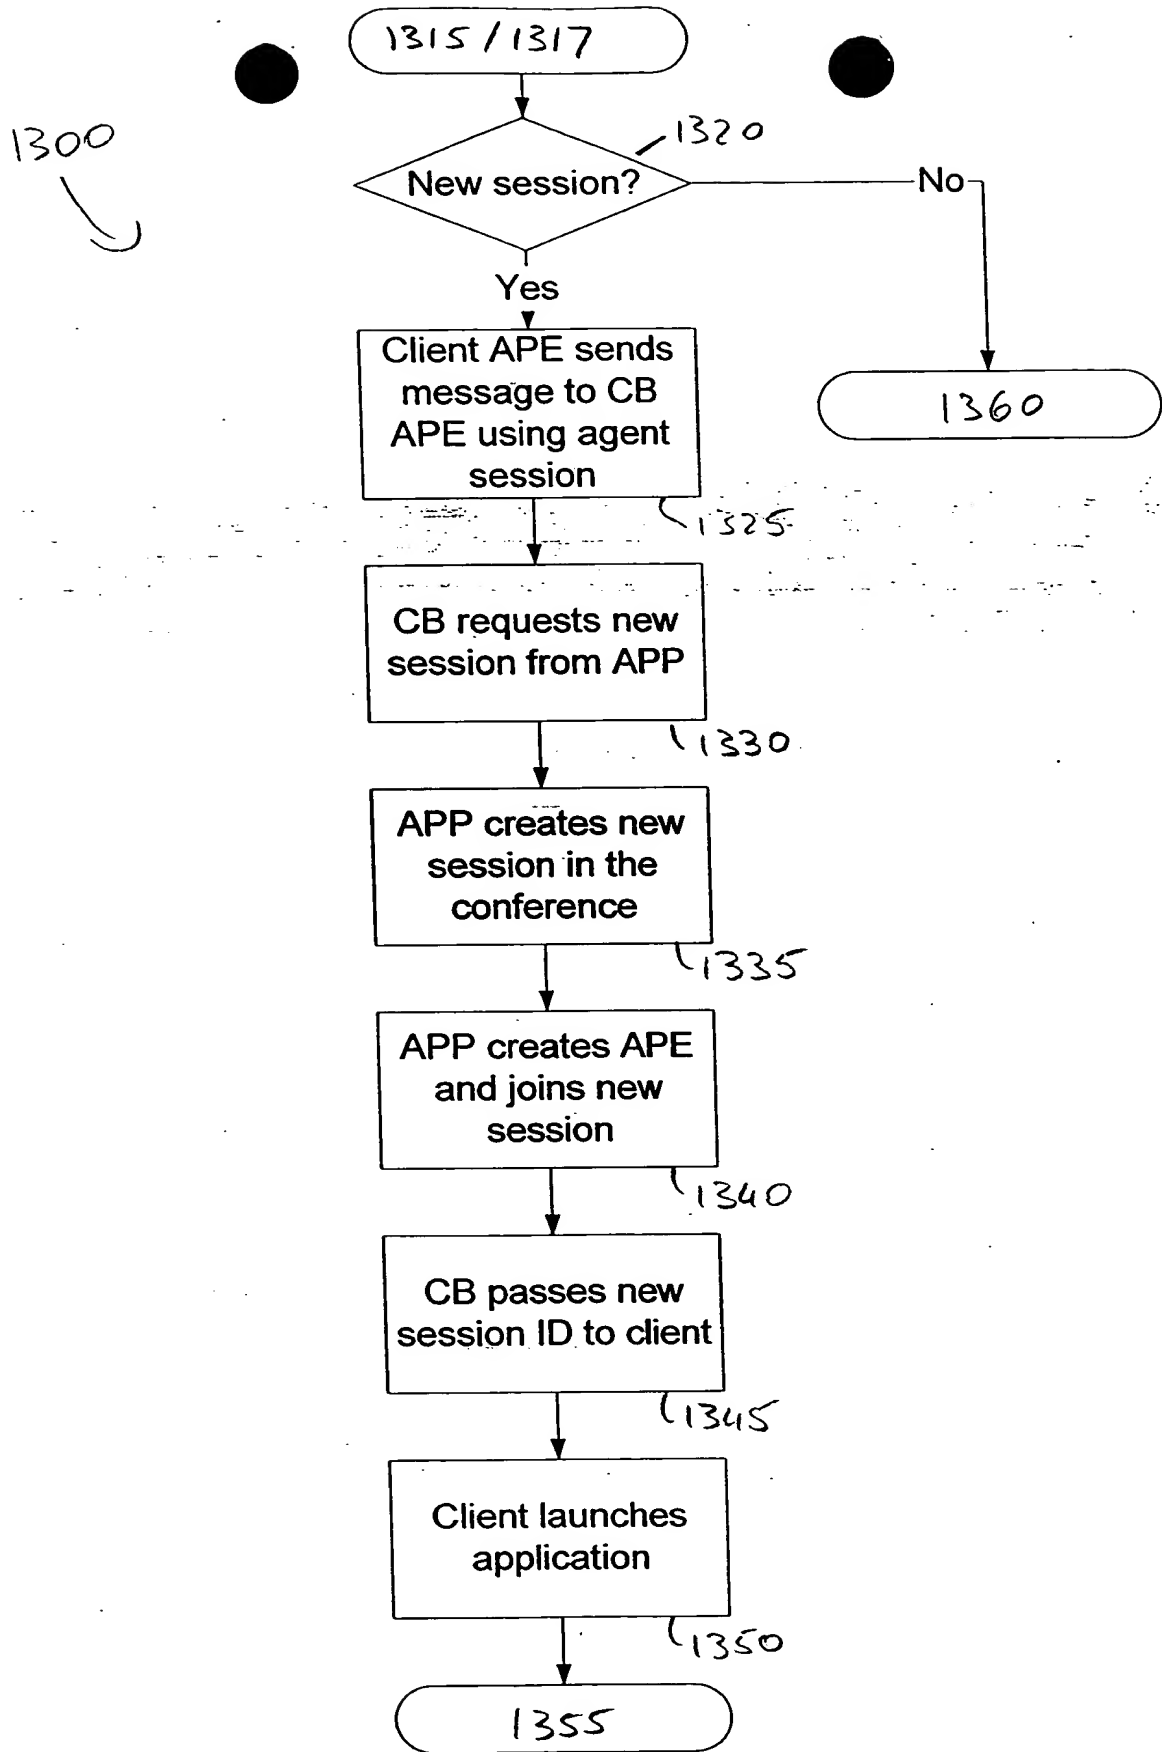 1315 / 1317
1300
1320
New session?
No
Yes
Client APE sends
message to CB
APE using agent
session
1360
1325
CB requests new
session from APP
1330
APP creates new
session in the
conference
1335
APP creates APE
and joins new
session
1340
CB passes new
session ID to client
1345
Client launches
application
1350
1355